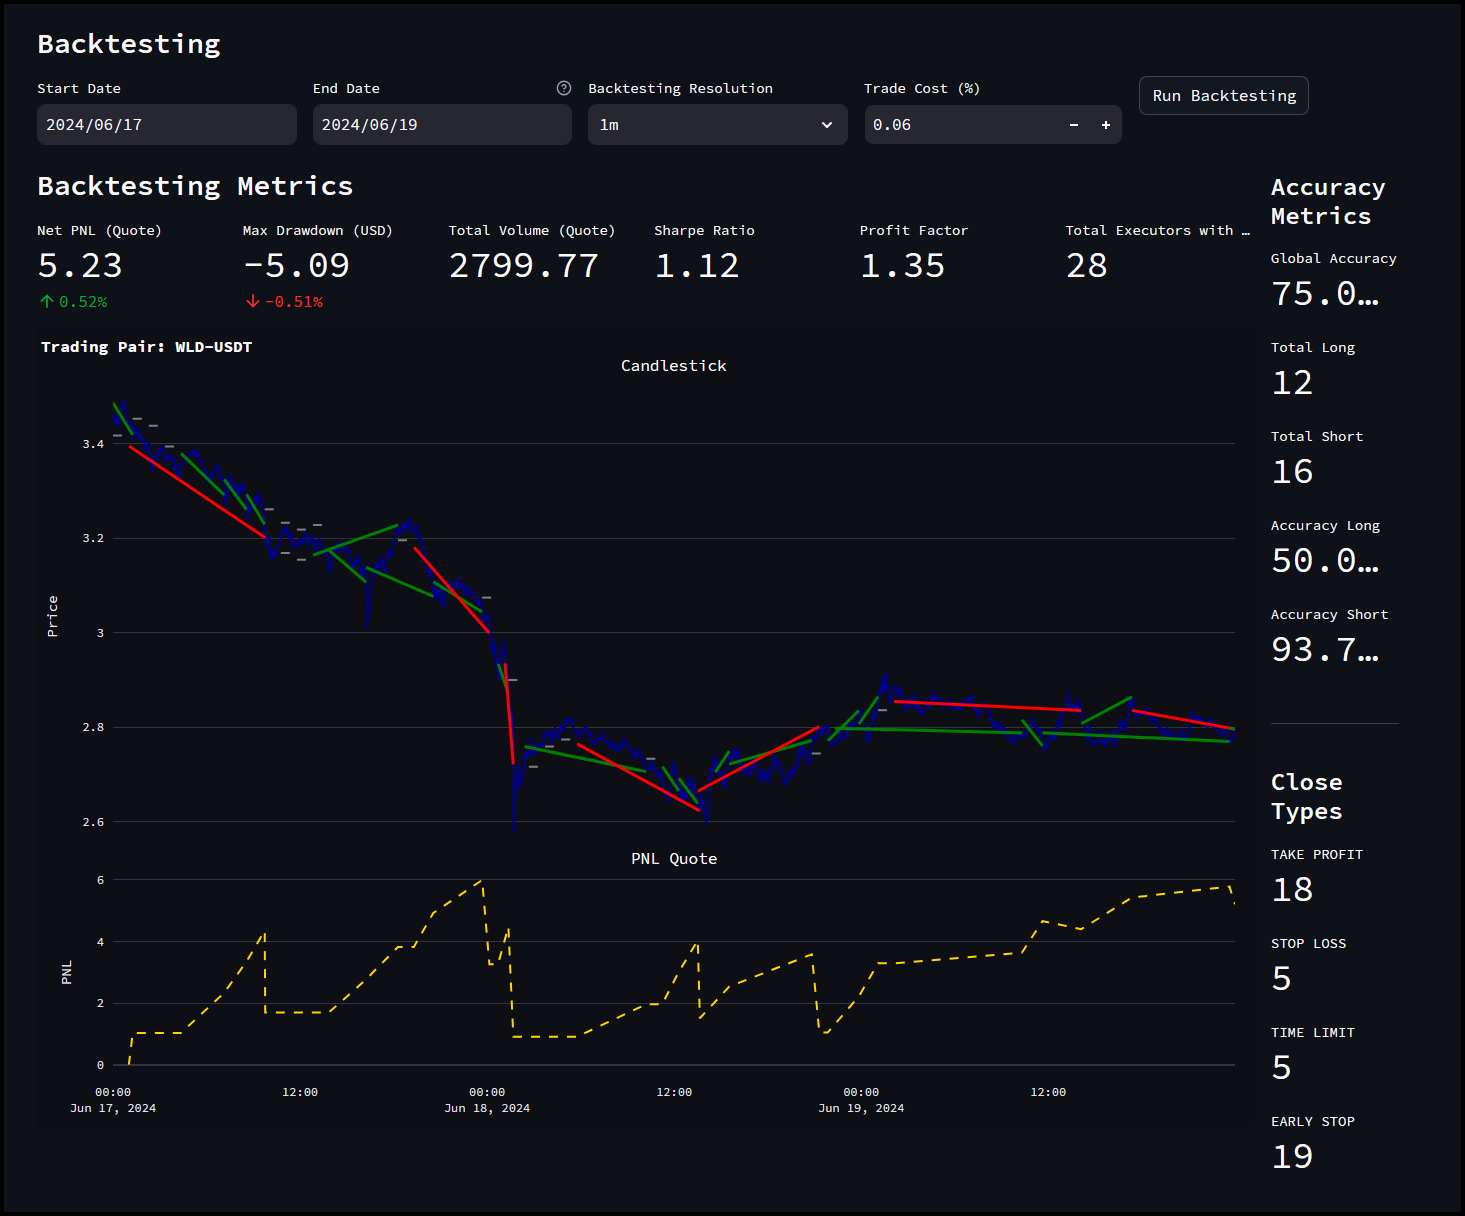 Backtesting
Start Date
2024/06/17
End Date
2024/06/19
Backtesting Resolution
1m
Trade Cost (%)
0.06
Run Backtesting
Backtesting Metrics
Net PNL (Quote)
5.23
0.52%
Max Drawdown (USD)
-5.09
-0.51%
Total Volume (Quote)
2799.77
Sharpe Ratio
1.12
Profit Factor
1.35
Total Executors with …
28
Trading Pair: WLD-USDT
Candlestick
Price
3.4
3.2
3
2.8
2.6
PNL Quote
PNL
6
4
2
0
00:00
Jun 17, 2024
12:00
00:00
Jun 18, 2024
12:00
00:00
Jun 19, 2024
12:00
Accuracy
Metrics
Global Accuracy
75.0…
Total Long
12
Total Short
16
Accuracy Long
50.0…
Accuracy Short
93.7…
Close
Types
TAKE PROFIT
18
STOP LOSS
5
TIME LIMIT
5
EARLY STOP
19